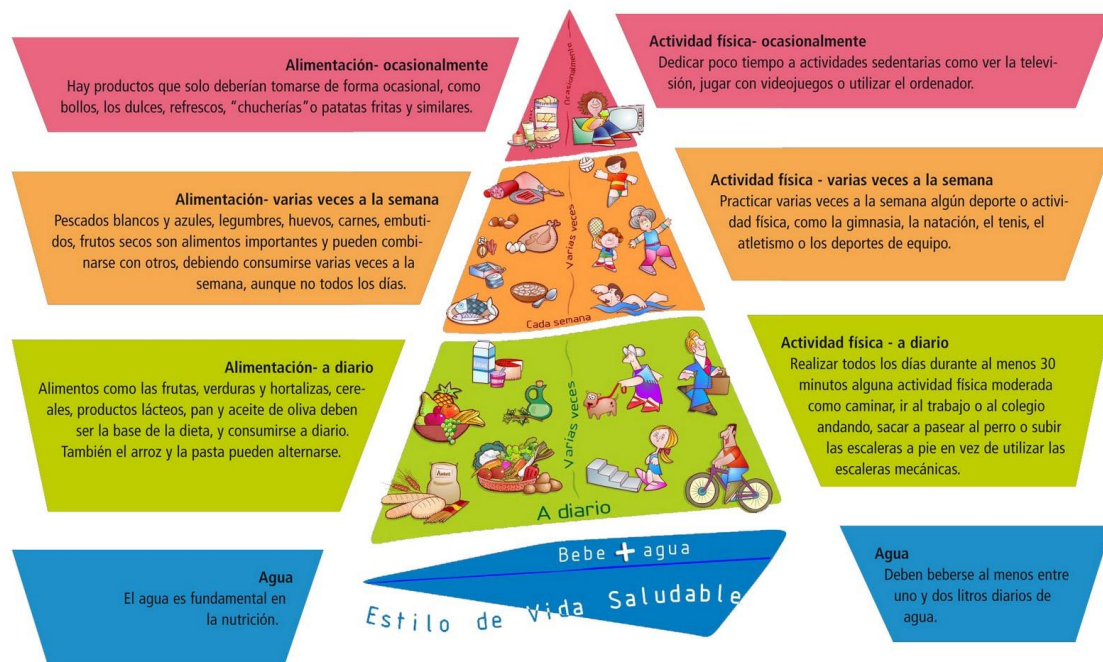 Alimentación- ocasionalmente
Hay productos que solo deberían tomarse de forma ocasional, como
bollos, los dulces, refrescos, “chucherías”o patatas fritas y similares.
Ocasionalmente
Actividad física- ocasionalmente
Dedicar poco tiempo a actividades sedentarias como ver la televi-
sión, jugar con videojuegos o utilizar el ordenador.
Alimentación- varias veces a la semana
Pescados blancos y azules, legumbres, huevos, carnes, embuti-
dos, frutos secos son alimentos importantes y pueden combi-
narse con otros, debiendo consumirse varias veces a la
semana, aunque no todos los días.
Varias veces
Cada semana
Actividad física - varias veces a la semana
Practicar varias veces a la semana algún deporte o activi-
dad física, como la gimnasia, la natación, el tenis, el
atletismo o los deportes de equipo.
Alimentación- a diario
Alimentos como las frutas, verduras y hortalizas, cere-
ales, productos lácteos, pan y aceite de oliva deben
ser la base de la dieta, y consumirse a diario.
También el arroz y la pasta pueden alternarse.
Varias veces
A diario
Actividad física - a diario
Realizar todos los días durante al menos 30
minutos alguna actividad física moderada
como caminar, ir al trabajo o al colegio
andando, sacar a pasear al perro o subir
las escaleras a pie en vez de utilizar las
escaleras mecánicas.
Agua
El agua es fundamental en
la nutrición.
Bebe + agua
Estilo de Vida Saludable
Agua
Deben beberse al menos entre
uno y dos litros diarios de
agua.